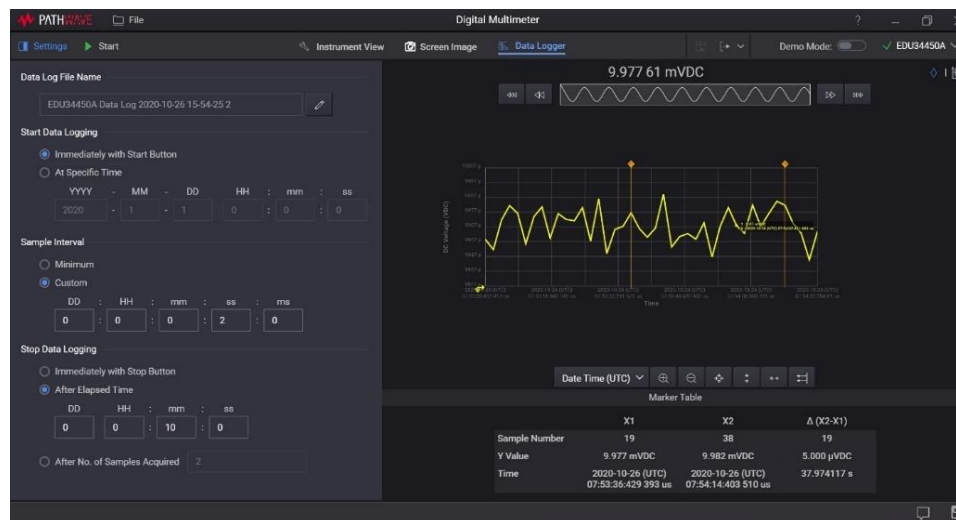 PATHWAVE File Digital Multimeter ?
Settings Start Instrument View Screen Image Data Logger Demo Mode: EDU34450A
Data Log File Name
EDU34450A Data Log 2020-10-26 15-54-25 2
Start Data Logging
Immediately with Start Button
At Specific Time
YYYY - MM - DD HH : mm : ss
2020 - 1 - 1 0 : 0 : 0
Sample Interval
Minimum
Custom
DD : HH : mm : ss : ms
0 : 0 : 0 : 2 : 0
Stop Data Logging
Immediately with Stop Button
After Elapsed Time
DD HH : mm : ss
0 0 : 10 : 0
After No. of Samples Acquired 2
9.977 61 mVDC
DC Voltage (VDC)
Time
Date Time (UTC)
Marker Table
X1 X2 Δ (X2-X1)
Sample Number 19 38 19
Y Value 9.977 mVDC 9.982 mVDC 5.000 µVDC
Time 2020-10-26 (UTC) 2020-10-26 (UTC) 37.974117 s
07:53:36:429 393 us 07:54:14:403 510 us